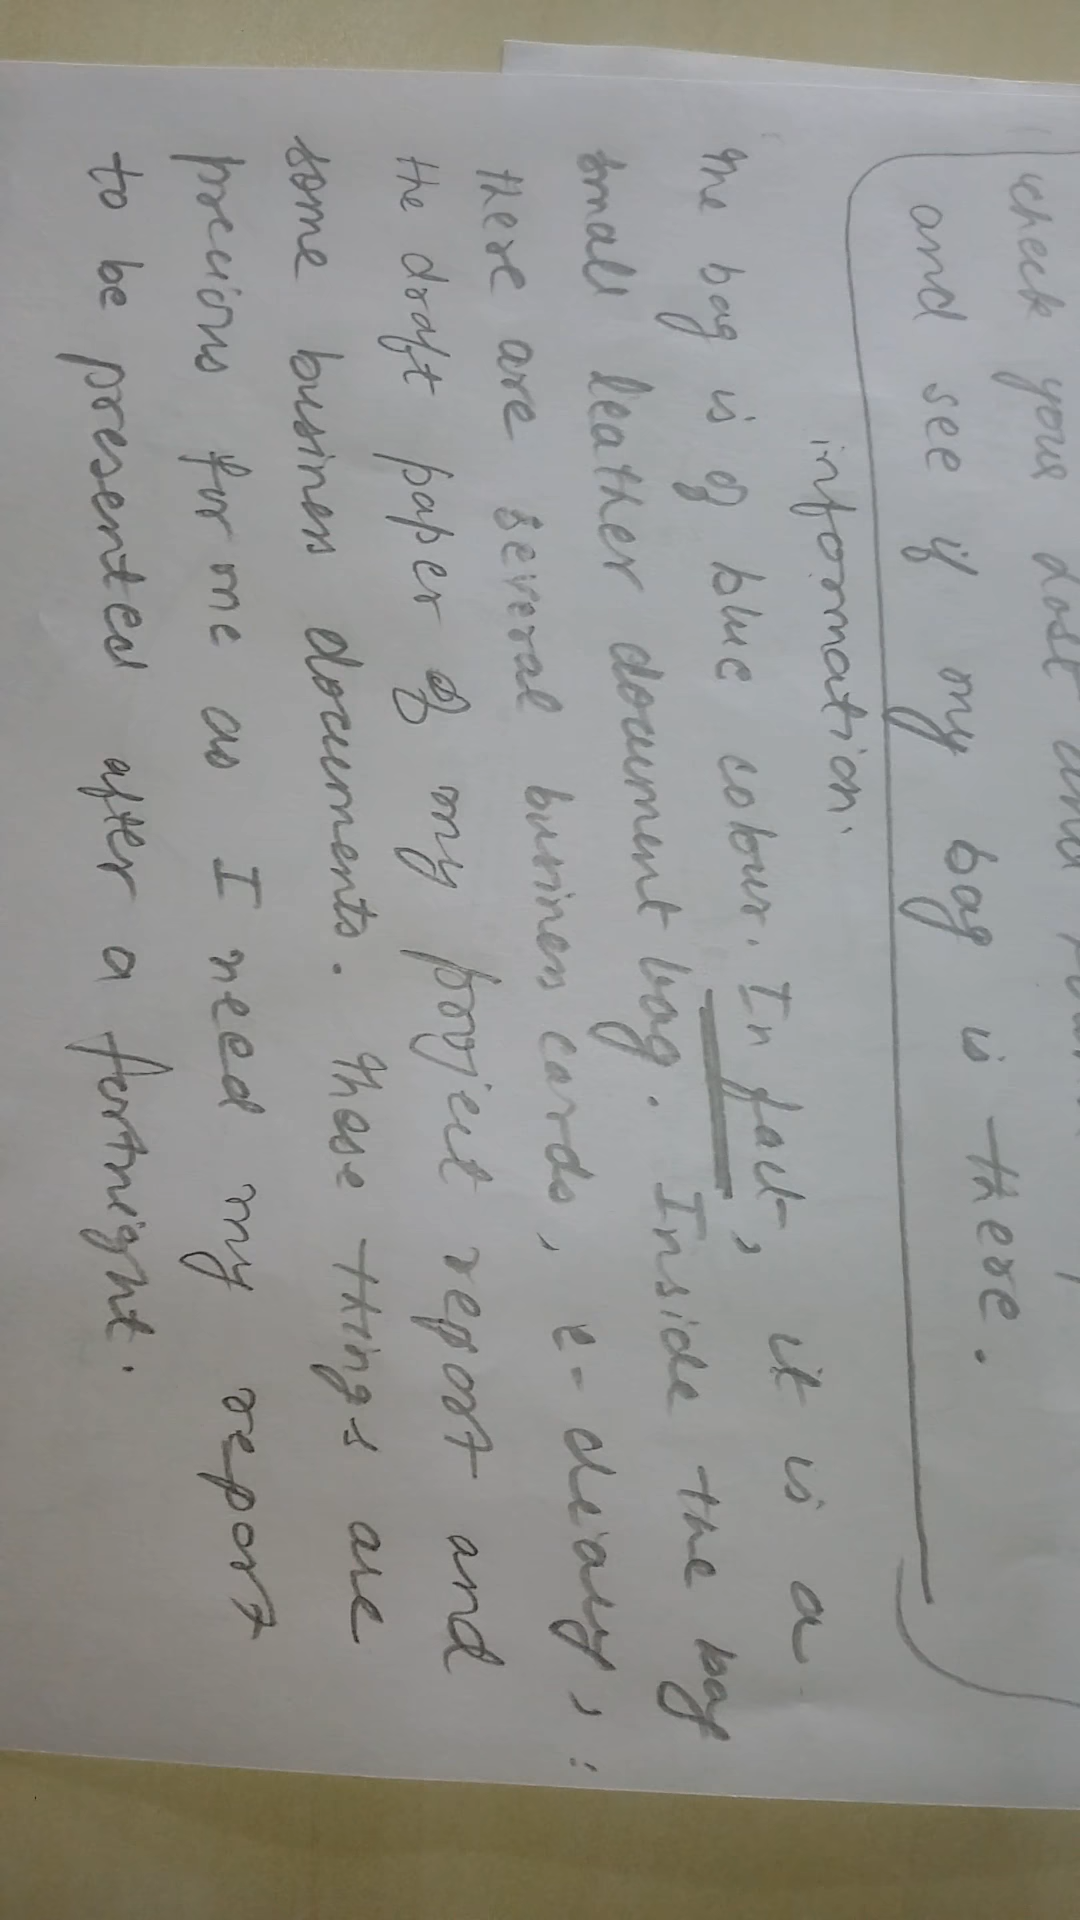 check your lost and
and see if my bag is there.
information.
The bag is of blue colour. In fact, it is a
small leather document bag. Inside the bag
there are several business cards, e-deiary,
the draft paper of my project report and
some business documents. These things are
precious for me as I need my report
to be presented after a fortnight.